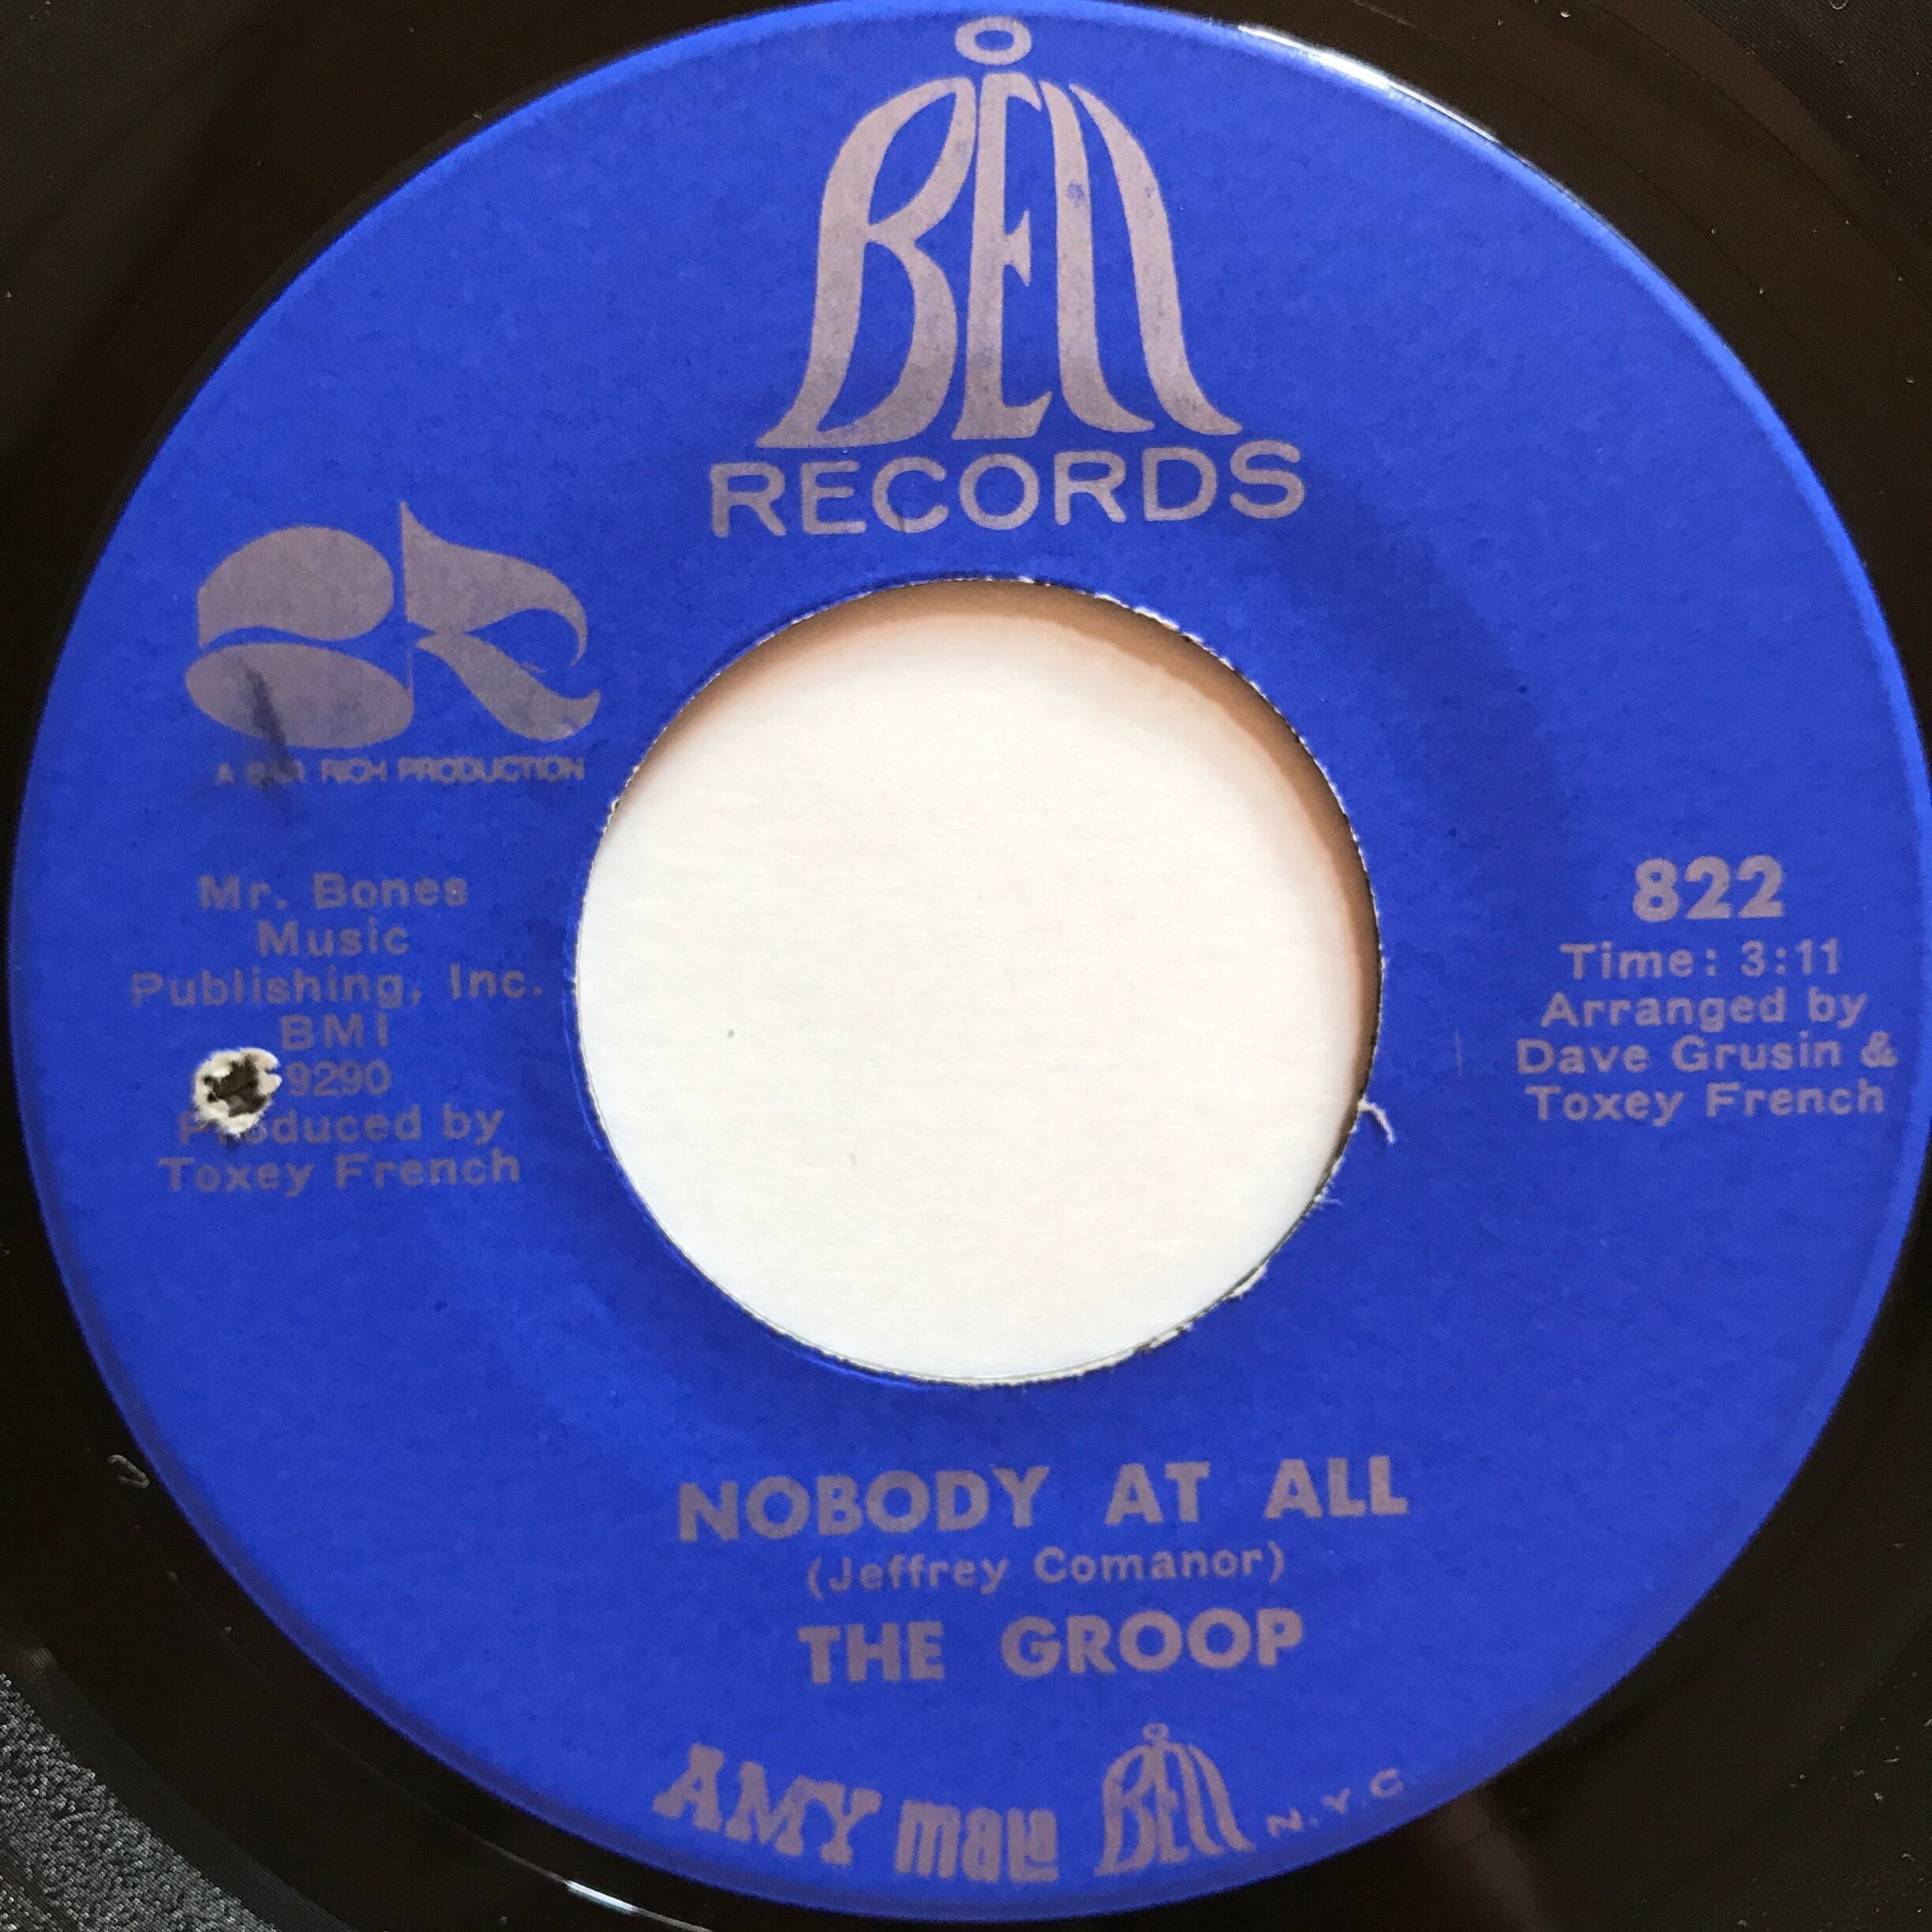 BELL
RECORDS
BR
A RICH PRODUCTION
Mr. Bones
Music
Publishing, Inc.
BMI
9290
Produced by
Toxey French
822
Time: 3:11
Arranged by
Dave Grusin &
Toxey French
NOBODY AT ALL
(Jeffrey Comanor)
THE GROOP
AMY mala BELL N.Y.C.